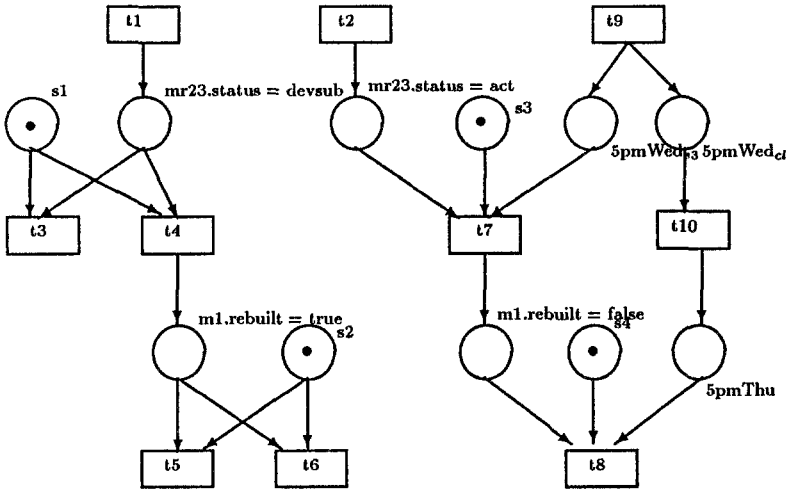 t1
t2
t9
s1
mr23.status = devsub
mr23.status = act
s3
5pmWed
5pmWedcl
t3
t4
t7
t10
m1.rebuilt = true
s2
m1.rebuilt = false
s4
5pmThu
t5
t6
t8